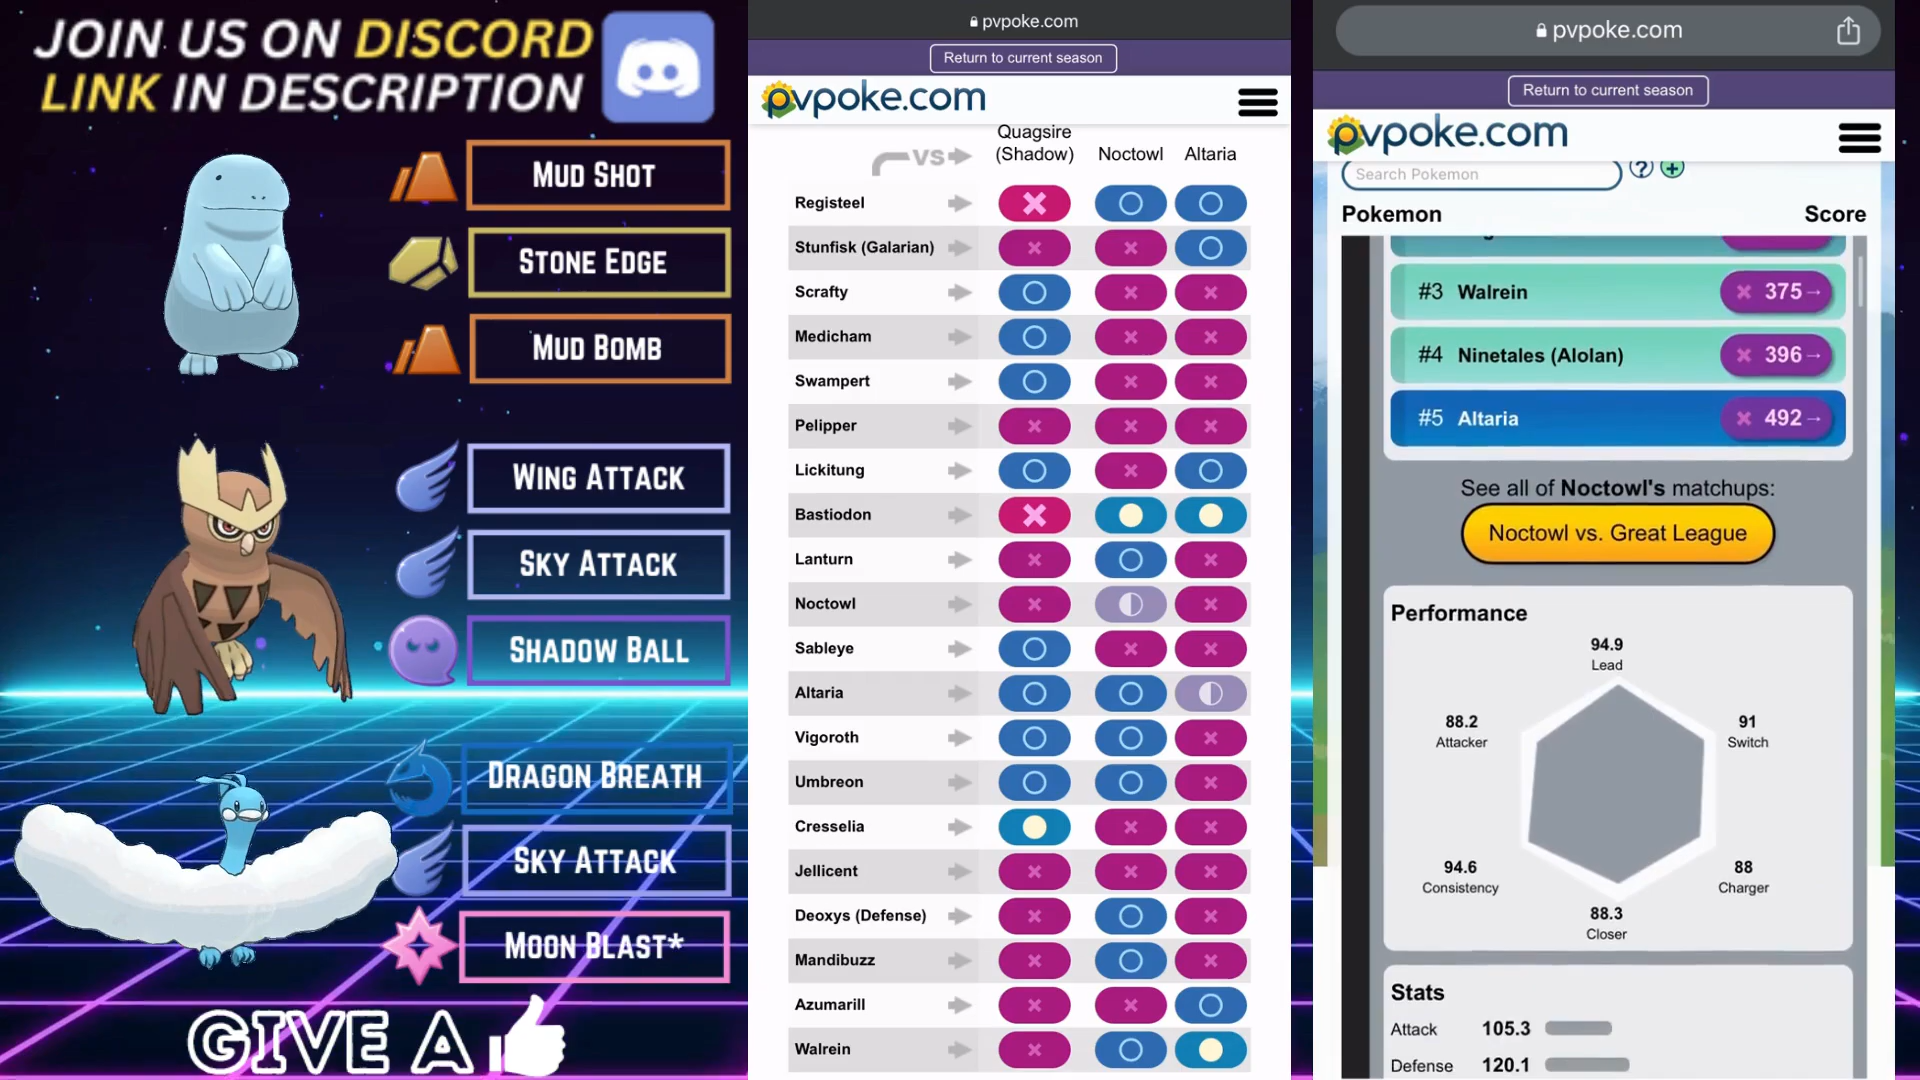 JOIN US ON DISCORD
LINK IN DESCRIPTION
MUD SHOT
STONE EDGE
MUD BOMB
WING ATTACK
SKY ATTACK
SHADOW BALL
DRAGON BREATH
SKY ATTACK
MOON BLAST*
GIVE A
pvpoke.com
Return to current season
pvpoke.com
VS
Quagsire (Shadow)
Noctowl
Altaria
Registeel
Stunfisk (Galarian)
Scrafty
Medicham
Swampert
Pelipper
Lickitung
Bastiodon
Lanturn
Noctowl
Sableye
Altaria
Vigoroth
Umbreon
Cresselia
Jellicent
Deoxys (Defense)
Mandibuzz
Azumarill
Walrein
pvpoke.com
Return to current season
pvpoke.com
Search Pokemon
?
Pokemon Score
#3 Walrein 375
#4 Ninetales (Alolan) 396
#5 Altaria 492
See all of Noctowl's matchups:
Noctowl vs. Great League
Performance
94.9
Lead
88.2
Attacker
91
Switch
94.6
Consistency
88
Charger
88.3
Closer
Stats
Attack 105.3
Defense 120.1